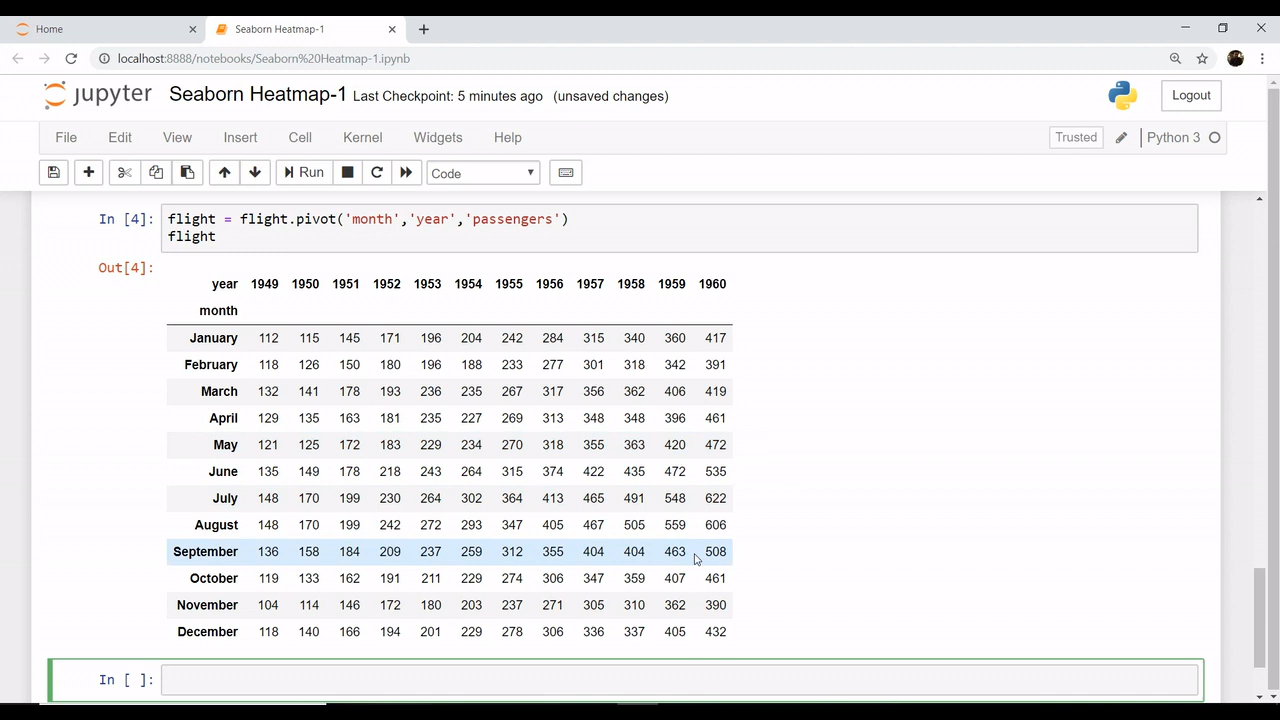 Home
Seaborn Heatmap-1
localhost:8888/notebooks/Seaborn%20Heatmap-1.ipynb
jupyter Seaborn Heatmap-1 Last Checkpoint: 5 minutes ago (unsaved changes)
Logout
File Edit View Insert Cell Kernel Widgets Help
Trusted Python 3
Run Code
In [4]: flight = flight.pivot('month','year','passengers')
flight
Out[4]:
year 1949 1950 1951 1952 1953 1954 1955 1956 1957 1958 1959 1960
month
January 112 115 145 171 196 204 242 284 315 340 360 417
February 118 126 150 180 196 188 233 277 301 318 342 391
March 132 141 178 193 236 235 267 317 356 362 406 419
April 129 135 163 181 235 227 269 313 348 348 396 461
May 121 125 172 183 229 234 270 318 355 363 420 472
June 135 149 178 218 243 264 315 374 422 435 472 535
July 148 170 199 230 264 302 364 413 465 491 548 622
August 148 170 199 242 272 293 347 405 467 505 559 606
September 136 158 184 209 237 259 312 355 404 404 463 508
October 119 133 162 191 211 229 274 306 347 359 407 461
November 104 114 146 172 180 203 237 271 305 310 362 390
December 118 140 166 194 201 229 278 306 336 337 405 432
In [ ]: